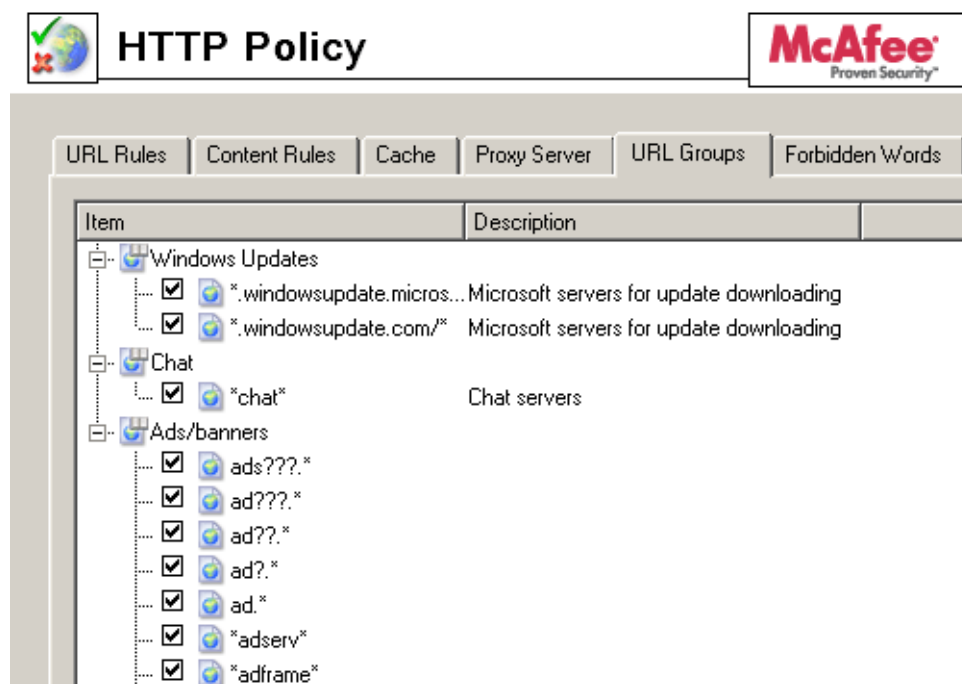 HTTP Policy
McAfee
Proven Security™
URL Rules Content Rules Cache Proxy Server URL Groups Forbidden Words
Item Description
Windows Updates
*.windowsupdate.micros... Microsoft servers for update downloading
*.windowsupdate.com/* Microsoft servers for update downloading
Chat
*chat* Chat servers
Ads/banners
ads???.*
ad???.*
ad??.*
ad?.*
ad.*
*adserv*
*adframe*